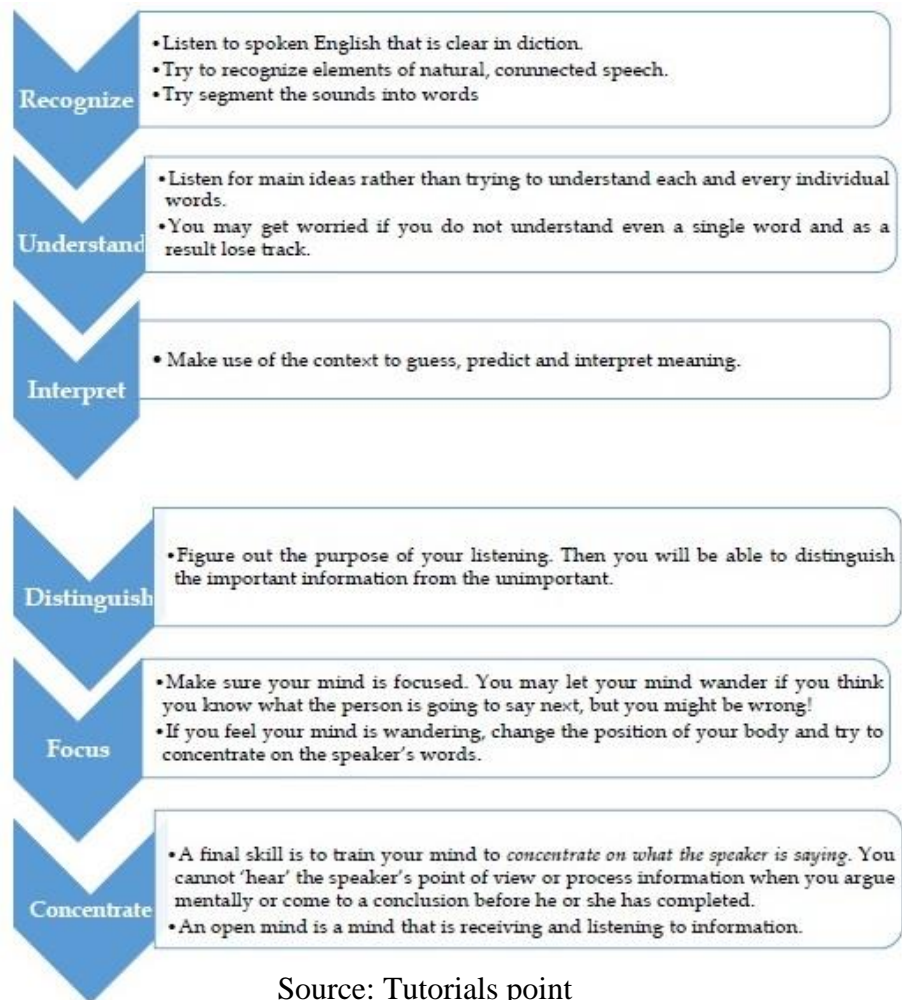 •Listen to spoken English that is clear in diction.
•Try to recognize elements of natural, connnected speech.
Recognize
•Try segment the sounds into words
•Listen for main ideas rather than trying to understand each and every individual
words.
•You may get worried if you do not understand even a single word and as a
Understand
result lose track.
• Make use of the context to guess, predict and interpret meaning.
Interpret
•Figure out the purpose of your listening. Then you will be able to distinguish
the important information from the unimportant.
Distinguish
•Make sure your mind is focused. You may let your mind wander if you think
you know what the person is going to say next, but you might be wrong!
•If you feel your mind is wandering, change the position of your body and try to
Focus
concentrate on the speaker's words.
•A final skill is to train your mind to concentrate on what the speaker is saying. You
cannot 'hear' the speaker's point of view or process information when you argue
mentally or come to a conclusion before he or she has completed.
Concentrate
•An open mind is a mind that is receiving and listening to information.
Source: Tutorials point